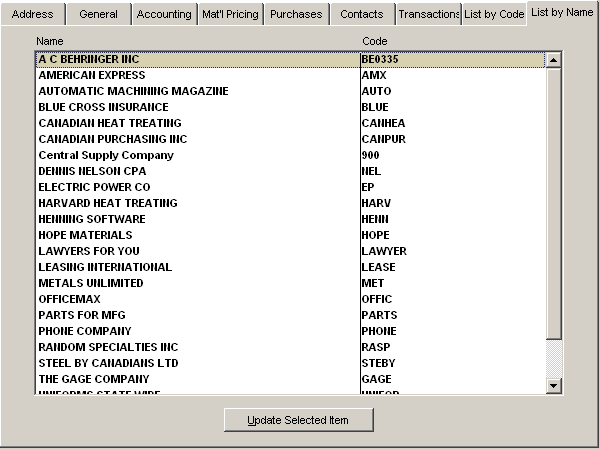 Address General Accounting Mat'l Pricing Purchases Contacts Transactions List by Code List by Name
Name Code
A C BEHRINGER INC BE0335
AMERICAN EXPRESS AMX
AUTOMATIC MACHINING MAGAZINE AUTO
BLUE CROSS INSURANCE BLUE
CANADIAN HEAT TREATING CANHEA
CANADIAN PURCHASING INC CANPUR
Central Supply Company 900
DENNIS NELSON CPA NEL
ELECTRIC POWER CO EP
HARVARD HEAT TREATING HARV
HENNING SOFTWARE HENN
HOPE MATERIALS HOPE
LAWYERS FOR YOU LAWYER
LEASING INTERNATIONAL LEASE
METALS UNLIMITED MET
OFFICEMAX OFFIC
PARTS FOR MFG PARTS
PHONE COMPANY PHONE
RANDOM SPECIALTIES INC RASP
STEEL BY CANADIANS LTD STEBY
THE GAGE COMPANY GAGE
UNIFORMS STATE WIDE UNIFOR
Update Selected Item